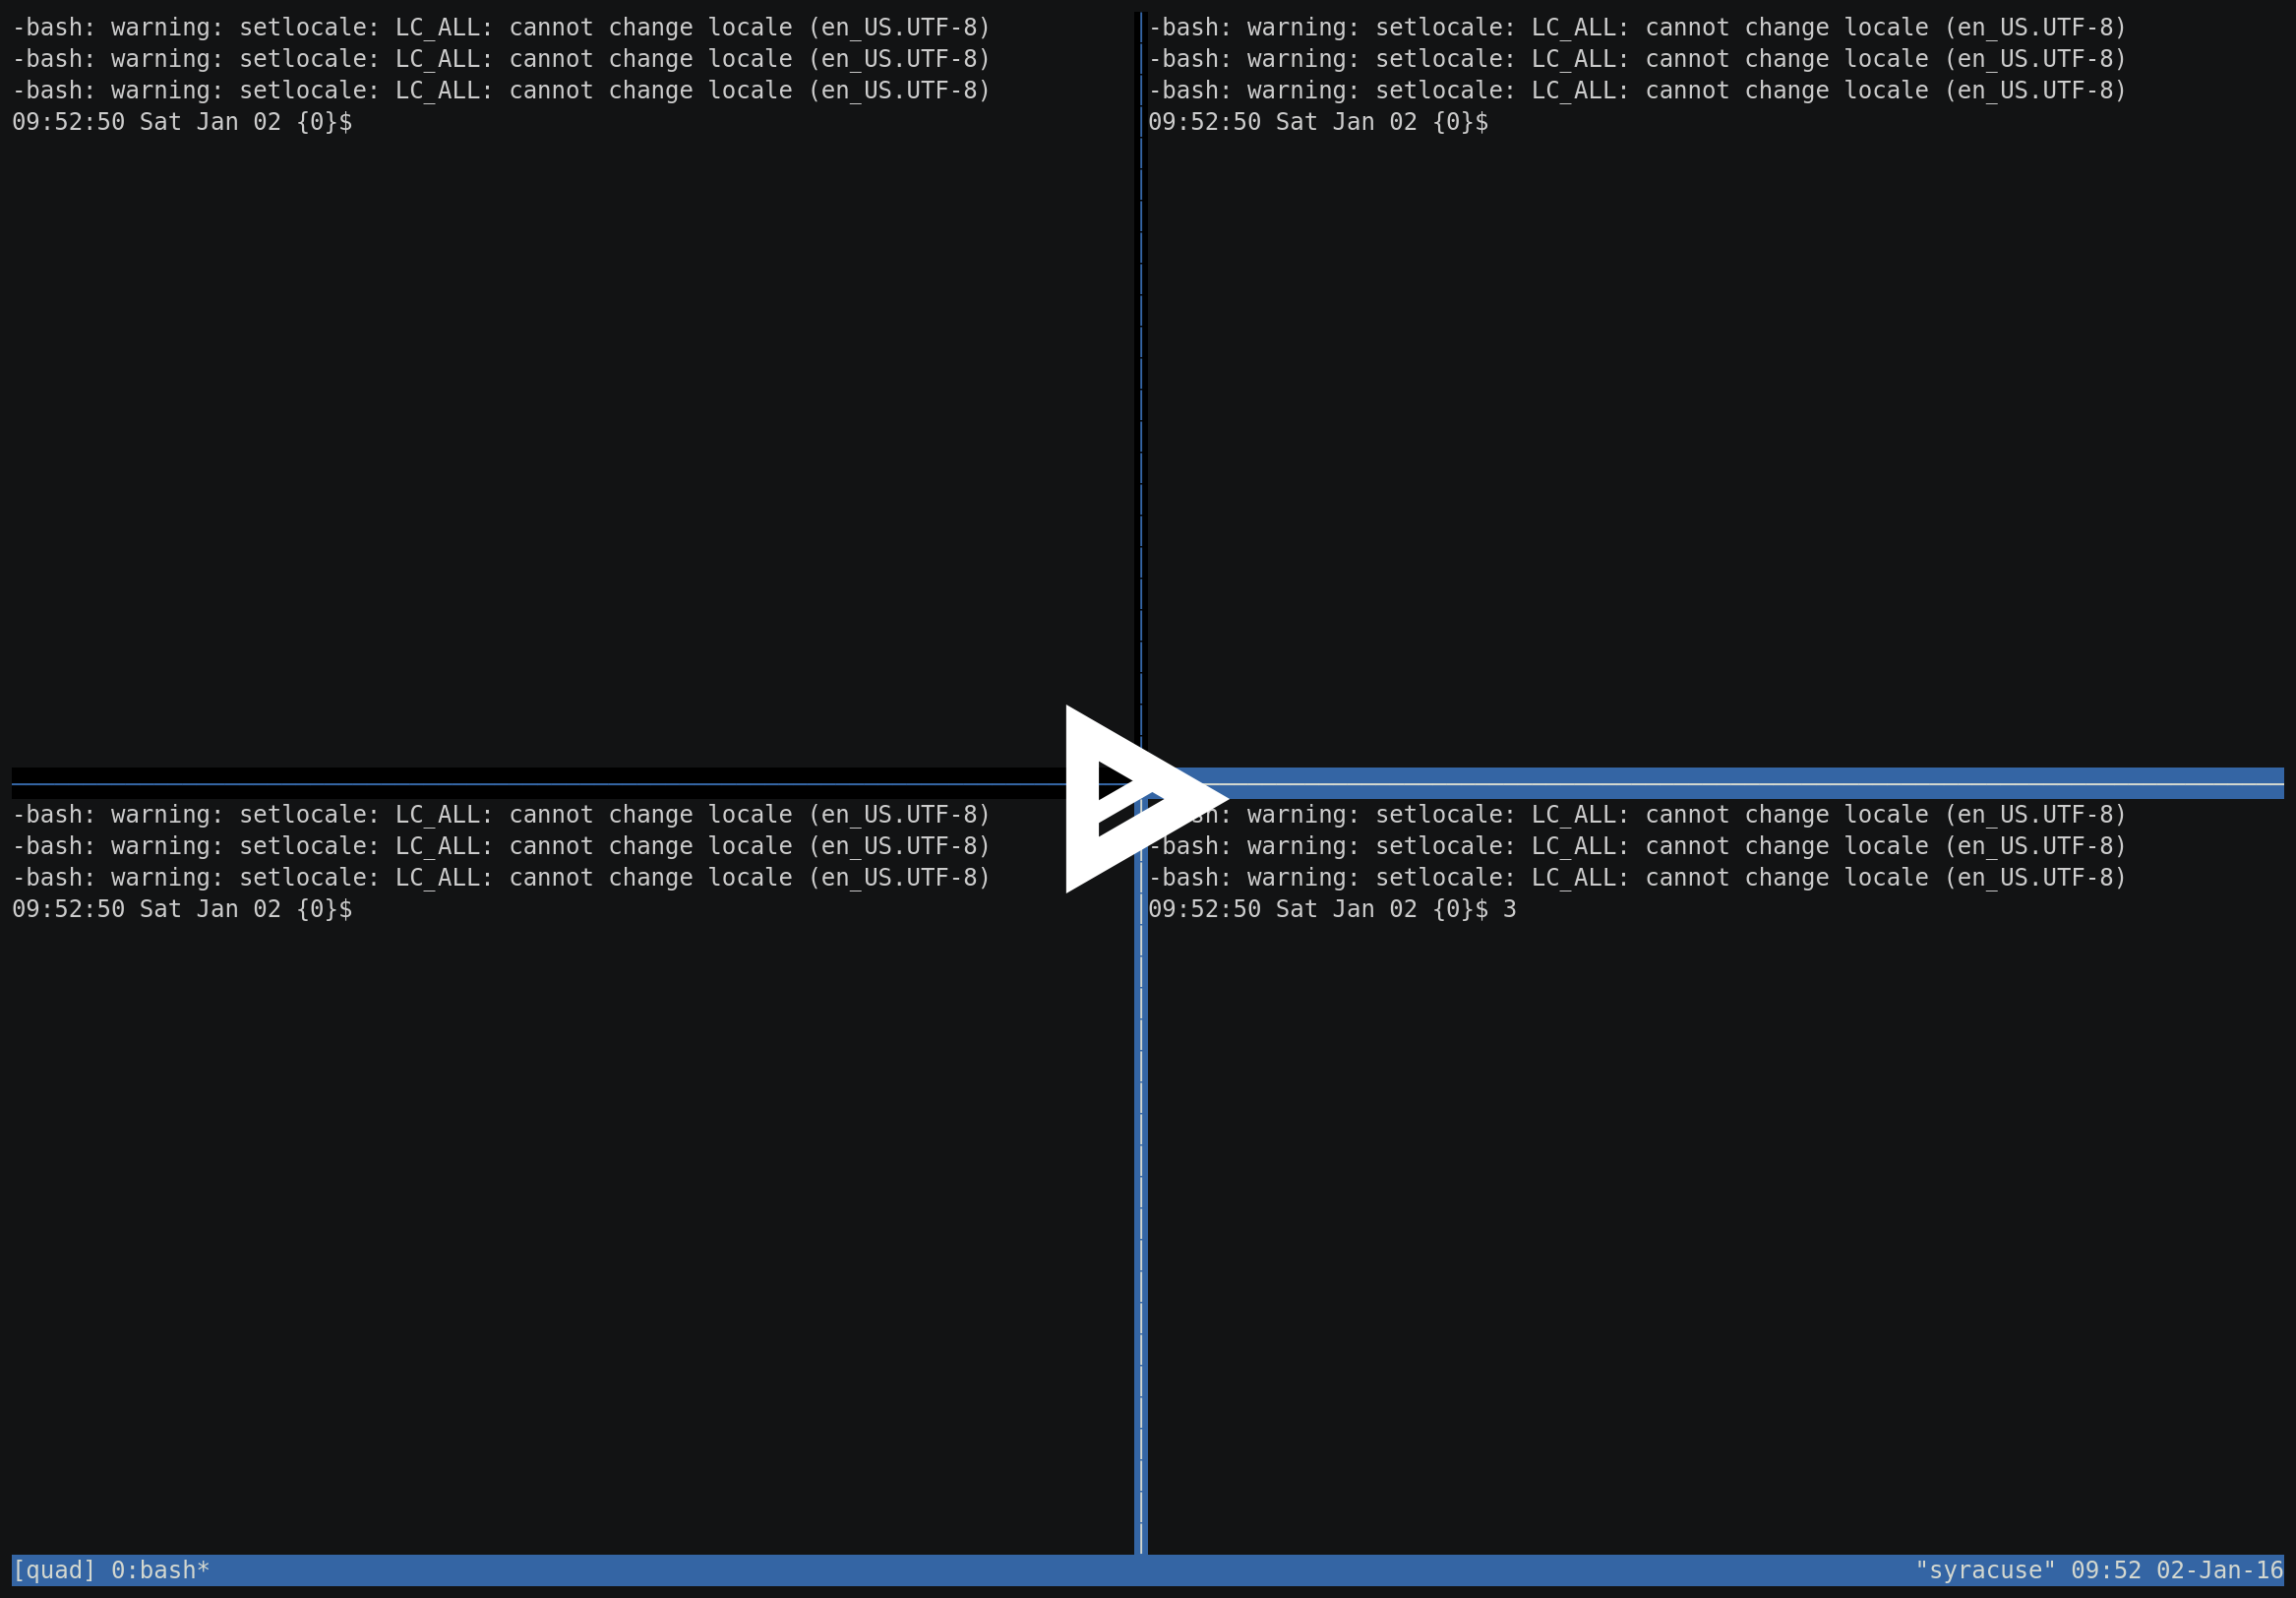 -bash: warning: setlocale: LC_ALL: cannot change locale (en_US.UTF-8)
-bash: warning: setlocale: LC_ALL: cannot change locale (en_US.UTF-8)
-bash: warning: setlocale: LC_ALL: cannot change locale (en_US.UTF-8)
09:52:50 Sat Jan 02 {0}$
-bash: warning: setlocale: LC_ALL: cannot change locale (en_US.UTF-8)
-bash: warning: setlocale: LC_ALL: cannot change locale (en_US.UTF-8)
-bash: warning: setlocale: LC_ALL: cannot change locale (en_US.UTF-8)
09:52:50 Sat Jan 02 {0}$
-bash: warning: setlocale: LC_ALL: cannot change locale (en_US.UTF-8)
-bash: warning: setlocale: LC_ALL: cannot change locale (en_US.UTF-8)
-bash: warning: setlocale: LC_ALL: cannot change locale (en_US.UTF-8)
09:52:50 Sat Jan 02 {0}$
warning: setlocale: LC_ALL: cannot change locale (en_US.UTF-8)
-bash: warning: setlocale: LC_ALL: cannot change locale (en_US.UTF-8)
-bash: warning: setlocale: LC_ALL: cannot change locale (en_US.UTF-8)
09:52:50 Sat Jan 02 {0}$ 3
[quad] 0:bash* "syracuse" 09:52 02-Jan-16